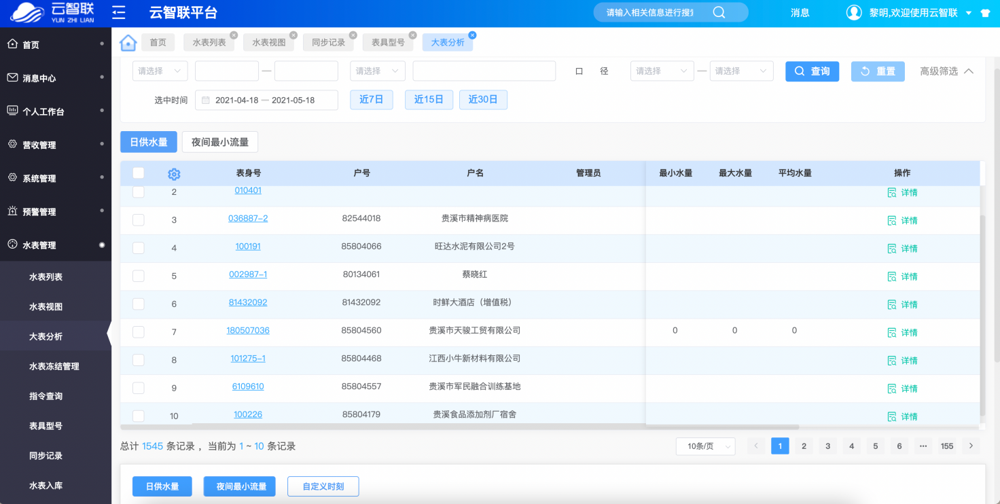 云智联
YUN ZHI LIAN
云智联平台
请输入相关信息进行搜索
消息
黎明,欢迎使用云智联
首页
消息中心
个人工作台
营收管理
系统管理
预警管理
水表管理
水表列表
水表视图
大表分析
水表冻结管理
指令查询
表具型号
同步记录
水表入库
首页 水表列表 水表视图 同步记录 表具型号 大表分析
请选择 — 请选择 口 径 请选择 — 请选择 查询 重置 高级筛选
选中时间 2021-04-18 — 2021-05-18 近7日 近15日 近30日
日供水量 夜间最小流量
表身号 户号 户名 管理员 最小水量 最大水量 平均水量 操作
2 010401 详情
3 036887-2 82544018 贵溪市精神病医院 详情
4 100191 85804066 旺达水泥有限公司2号 详情
5 002987-1 80134061 蔡晓红 详情
6 81432092 81432092 时鲜大酒店（增值税） 详情
7 180507036 85804560 贵溪市天骏工贸有限公司 0 0 0 详情
8 101275-1 85804468 江西小牛新材料有限公司 详情
9 6109610 85804557 贵溪市军民融合训练基地 详情
10 100226 85804179 贵溪食品添加剂厂宿舍 详情
总计 1545 条记录 ，当前为 1 ~ 10 条记录
10条/页 1 2 3 4 5 6 ··· 155
日供水量 夜间最小流量 自定义时刻